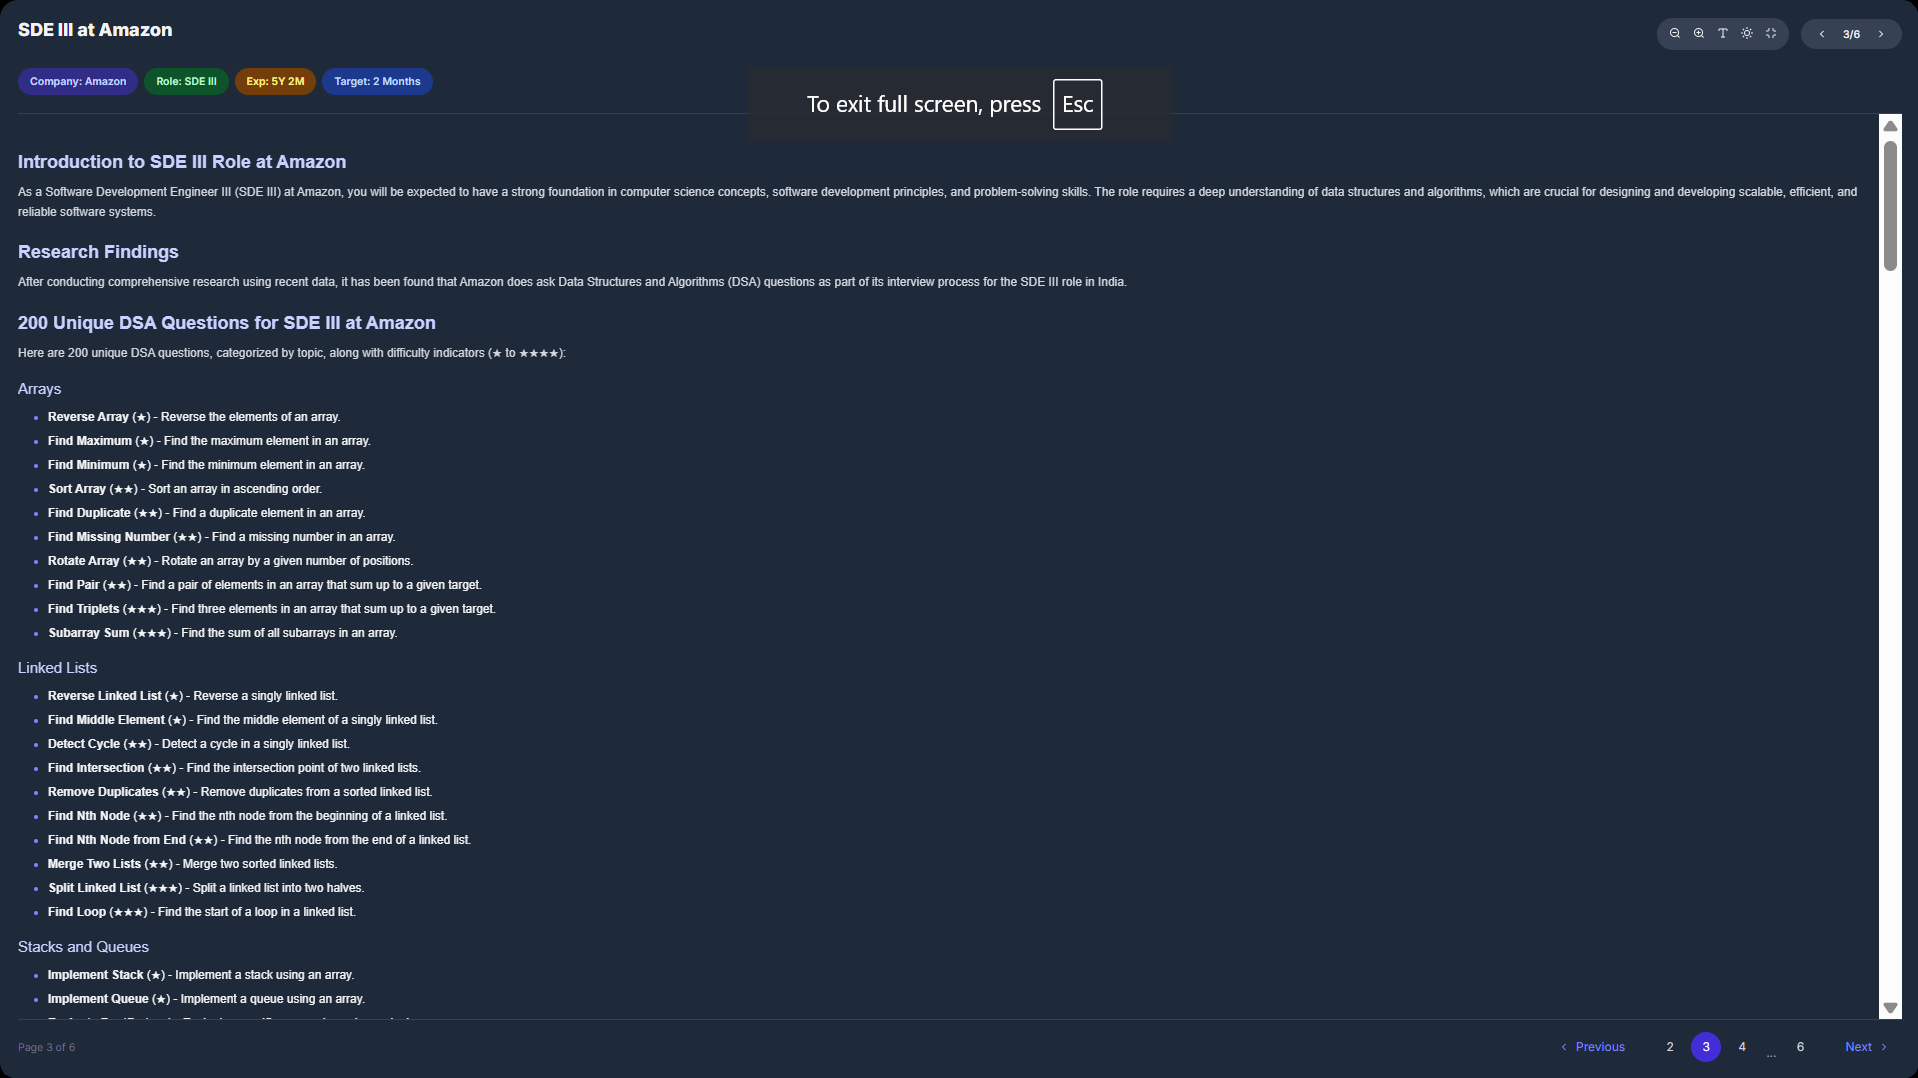 SDE III at Amazon
3/6
Company: Amazon
Role: SDE III
Exp: 5Y 2M
Target: 2 Months
To exit full screen, press Esc
Introduction to SDE III Role at Amazon
As a Software Development Engineer III (SDE III) at Amazon, you will be expected to have a strong foundation in computer science concepts, software development principles, and problem-solving skills. The role requires a deep understanding of data structures and algorithms, which are crucial for designing and developing scalable, efficient, and
reliable software systems.
Research Findings
After conducting comprehensive research using recent data, it has been found that Amazon does ask Data Structures and Algorithms (DSA) questions as part of its interview process for the SDE III role in India.
200 Unique DSA Questions for SDE III at Amazon
Here are 200 unique DSA questions, categorized by topic, along with difficulty indicators (★ to ★★★★):
Arrays
• Reverse Array (★) - Reverse the elements of an array.
• Find Maximum (★) - Find the maximum element in an array.
• Find Minimum (★) - Find the minimum element in an array.
• Sort Array (★★) - Sort an array in ascending order.
• Find Duplicate (★★) - Find a duplicate element in an array.
• Find Missing Number (★★) - Find a missing number in an array.
• Rotate Array (★★) - Rotate an array by a given number of positions.
• Find Pair (★★) - Find a pair of elements in an array that sum up to a given target.
• Find Triplets (★★★) - Find three elements in an array that sum up to a given target.
• Subarray Sum (★★★) - Find the sum of all subarrays in an array.
Linked Lists
• Reverse Linked List (★) - Reverse a singly linked list.
• Find Middle Element (★) - Find the middle element of a singly linked list.
• Detect Cycle (★★) - Detect a cycle in a singly linked list.
• Find Intersection (★★) - Find the intersection point of two linked lists.
• Remove Duplicates (★★) - Remove duplicates from a sorted linked list.
• Find Nth Node (★★) - Find the nth node from the beginning of a linked list.
• Find Nth Node from End (★★) - Find the nth node from the end of a linked list.
• Merge Two Lists (★★) - Merge two sorted linked lists.
• Split Linked List (★★★) - Split a linked list into two halves.
• Find Loop (★★★) - Find the start of a loop in a linked list.
Stacks and Queues
• Implement Stack (★) - Implement a stack using an array.
• Implement Queue (★) - Implement a queue using an array.
Page 3 of 6
‹ Previous 2 3 4 ... 6 Next ›